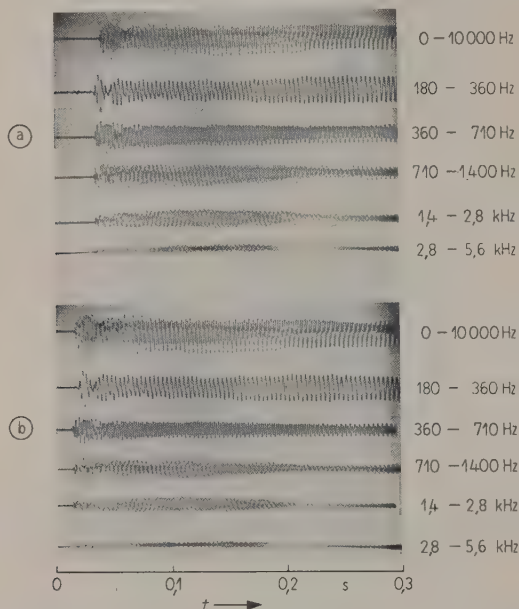 0 – 10 000 Hz
180 – 360 Hz
a
360 – 710 Hz
710 – 1400 Hz
1,4 – 2,8 kHz
2,8 – 5,6 kHz
0 – 10 000 Hz
180 – 360 Hz
b
360 – 710 Hz
710 – 1400 Hz
1,4 – 2,8 kHz
2,8 – 5,6 kHz
0 0,1 0,2 s 0,3
t →